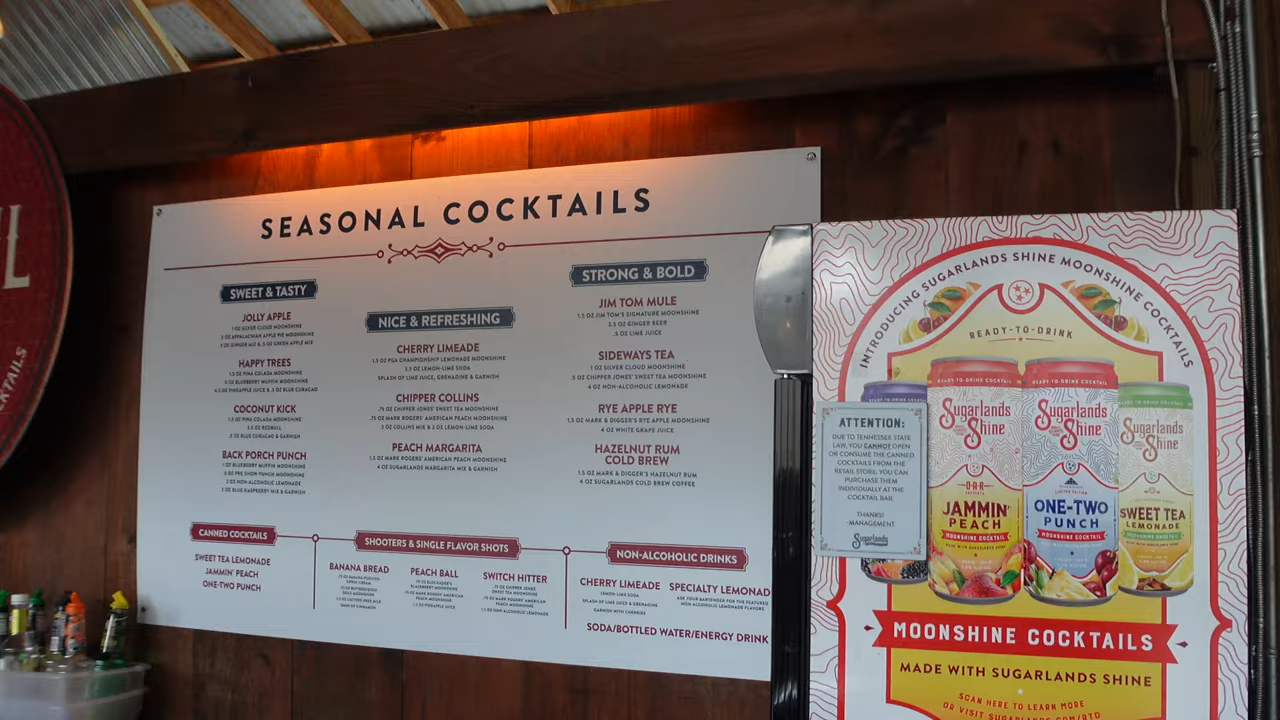 L
CKTAILS
SEASONAL COCKTAILS
SWEET & TASTY
JOLLY APPLE
1 OZ SILVER CLOUD MOONSHINE
.5 OZ APPALACHIAN APPLE PIE MOONSHINE
3 OZ GINGER ALE & .5 OZ GREEN APPLE MIX
HAPPY TREES
1.5 OZ PINA COLADA MOONSHINE
BLUEBERRY MUFFIN MOONSHINE
4.5 OZ PINEAPPLE JUICE & .5 OZ BLUE CURACAO
COCONUT KICK
1.5 OZ PINA COLADA MOONSHINE
3.5 OZ REDBULL
.5 OZ BLUE CURACAO & GARNISH
BACK PORCH PUNCH
1 OZ BLUEBERRY MUFFIN MOONSHINE
PRE SHOW PUNCH MOONSHINE
2 OZ NON-ALCOHOLIC LEMONADE
BLUE RASPBERRY MIX & GARNISH
NICE & REFRESHING
CHERRY LIMEADE
1.5 OZ PGA CHAMPIONSHIP LEMONADE MOONSHINE
3.5 OZ LEMON-LIME SODA
SPLASH OF LIME JUICE, GRENADINE & GARNISH
CHIPPER COLLINS
.75 OZ CHIPPER JONES' SWEET TEA MOONSHINE
.75 OZ MARK ROGERS' AMERICAN PEACH MOONSHINE
2 OZ COLLINS MIX & 2 OZ LEMON-LIME SODA
PEACH MARGARITA
1.5 OZ MARK ROGERS' AMERICAN PEACH MOONSHINE
4 OZ SUGARLANDS MARGARITA MIX & GARNISH
STRONG & BOLD
JIM TOM MULE
1.5 OZ JIM TOM'S SIGNATURE MOONSHINE
3.5 OZ GINGER BEER
.5 OZ LIME JUICE
SIDEWAYS TEA
1 OZ SILVER CLOUD MOONSHINE
.5 OZ CHIPPER JONES' SWEET TEA MOONSHINE
4 OZ NON-ALCOHOLIC LEMONADE
RYE APPLE RYE
1.5 OZ MARK & DIGGER'S RYE APPLE MOONSHINE
4 OZ WHITE GRAPE JUICE
HAZELNUT RUM
COLD BREW
1.5 OZ MARK & DIGGER'S HAZELNUT RUM
4 OZ SUGARLANDS COLD BREW COFFEE
CANNED COCKTAILS
SWEET TEA LEMONADE
JAMMIN' PEACH
ONE-TWO PUNCH
SHOOTERS & SINGLE FLAVOR SHOTS
BANANA BREAD
.75 OZ BANANA PUDDING
SIPPIN' CREAM
BUTTERSCOTCH
GOLD MOONSHINE
DASH OF CINNAMON
PEACH BALL
.75 OZ BLOCKADER'S
BLACKBERRY MOONSHINE
.75 OZ MARK ROGERS' AMERICAN
PEACH MOONSHINE
1.5 OZ PINEAPPLE JUICE
SWITCH HITTER
.75 OZ CHIPPER JONES'
SWEET TEA MOONSHINE
.75 OZ MARK ROGERS' AMERICAN
PEACH MOONSHINE
1.5 OZ NON-ALCOHOLIC LEMONADE
NON-ALCOHOLIC DRINKS
CHERRY LIMEADE
LEMON-LIME SODA
SPLASH OF LIME JUICE & GRENADINE
GARNISH WITH CHERRIES
SPECIALTY LEMONAD
ASK YOUR BARTENDER FOR THE FEATURED
NON-ALCOHOLIC LEMONADE FLAVORS
SODA/BOTTLED WATER/ENERGY DRINK
INTRODUCING SUGARLANDS SHINE MOONSHINE COCKTAILS
READY-TO-DRINK
READY-TO-DRINK COCKTAIL
Sugarlands
Shine
JAMMIN'
PEACH
MOONSHINE COCKTAIL
READY-TO-DRINK COCKTAIL
Sugarlands
Shine
LIMITED EDITION
ONE-TWO
PUNCH
MOONSHINE COCKTAIL
Sugarlands
Shine
SWEET TEA
LEMONADE
MOONSHINE COCKTAIL
ATTENTION:
DUE TO TENNESSEE STATE
LAW, YOU CANNOT OPEN
OR CONSUME THE CANNED
COCKTAILS FROM THE
RETAIL STORE. YOU CAN
PURCHASE THEM
INDIVIDUALLY AT THE
COCKTAIL BAR.
THANKS!
-MANAGEMENT
Sugarlands
MOONSHINE COCKTAILS
MADE WITH SUGARLANDS SHINE
SCAN HERE TO LEARN MORE
OR VISIT SUGARLANDS.COM/RTD